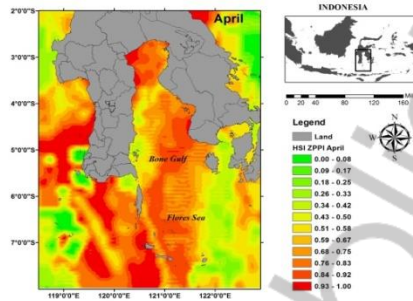 April
2°0'0"S
3°0'0"S
4°0'0"S
5°0'0"S
6°0'0"S
7°0'0"S
Bone Gulf
Flores Sea
119°0'0"E
120°0'0"E
121°0'0"E
122°0'0"E
INDONESIA
0 20 40 80 120 160
Legend
Land
HSI ZPPI April
0.00 - 0.08
0.09 - 0.17
0.18 - 0.25
0.26 - 0.33
0.34 - 0.42
0.43 - 0.50
0.51 - 0.58
0.59 - 0.67
0.68 - 0.75
0.76 - 0.83
0.84 - 0.92
0.93 - 1.00
N
W
E
S